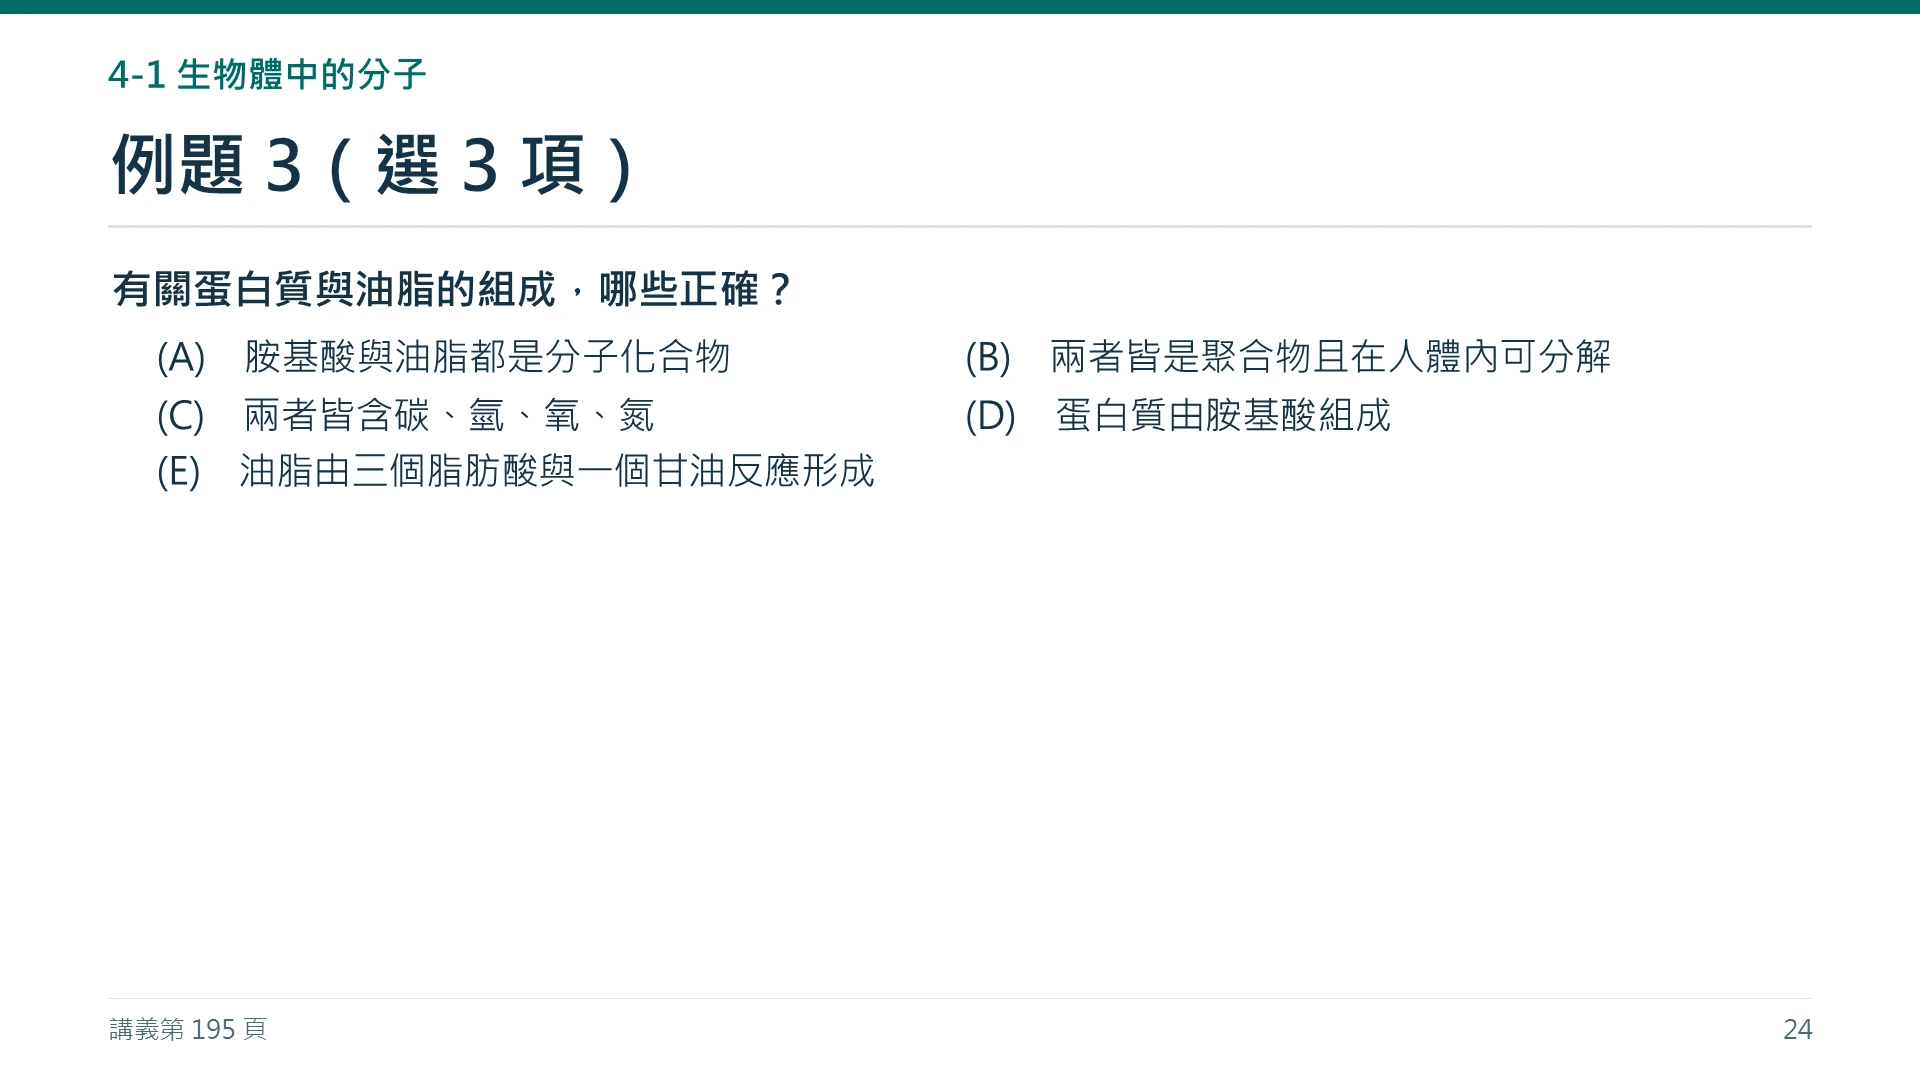 4-1 生物體中的分子
例題 3（選 3 項）
有關蛋白質與油脂的組成，哪些正確？
(A) 胺基酸與油脂都是分子化合物
(B) 兩者皆是聚合物且在人體內可分解
(C) 兩者皆含碳、氫、氧、氮
(D) 蛋白質由胺基酸組成
(E) 油脂由三個脂肪酸與一個甘油反應形成
講義第 195 頁
24